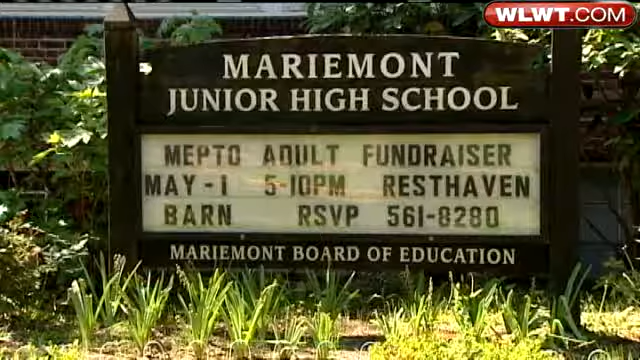 WLWT.COM
MARIEMONT
JUNIOR HIGH SCHOOL
MEPTO ADULT FUNDRAISER
MAY-1 5-10PM RESTHAVEN
BARN RSVP 561-8280
MARIEMONT BOARD OF EDUCATION